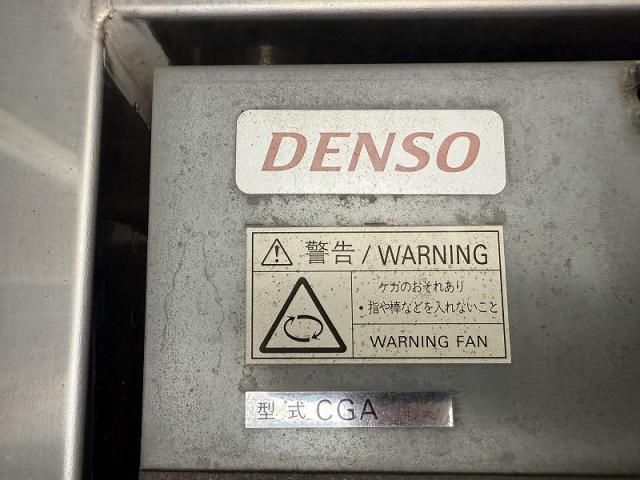 DENSO
警告 / WARNING
ケガのおそれあり
・指や棒などを入れないこと
WARNING FAN
型式 CGA